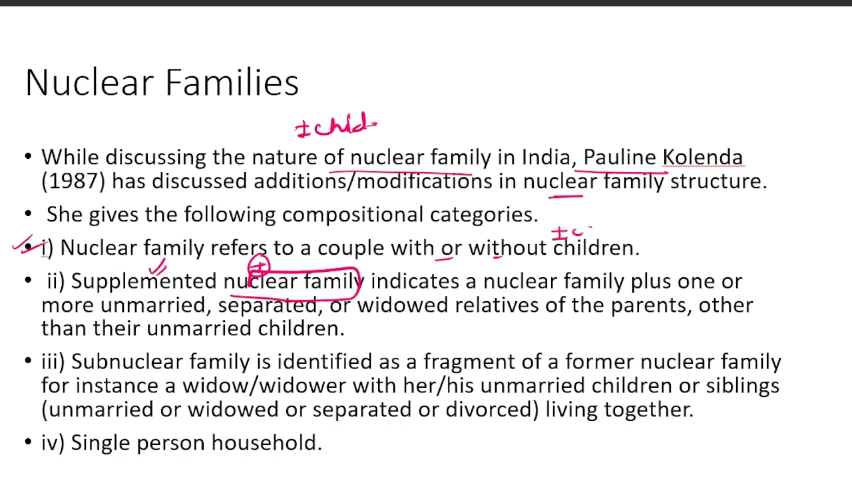 Nuclear Families
± child
• While discussing the nature of nuclear family in India, Pauline Kolenda
(1987) has discussed additions/modifications in nuclear family structure.
• She gives the following compositional categories.
± c
• i) Nuclear family refers to a couple with or without children.
+
• ii) Supplemented nuclear family indicates a nuclear family plus one or
more unmarried, separated, or widowed relatives of the parents, other
than their unmarried children.
• iii) Subnuclear family is identified as a fragment of a former nuclear family
for instance a widow/widower with her/his unmarried children or siblings
(unmarried or widowed or separated or divorced) living together.
• iv) Single person household.